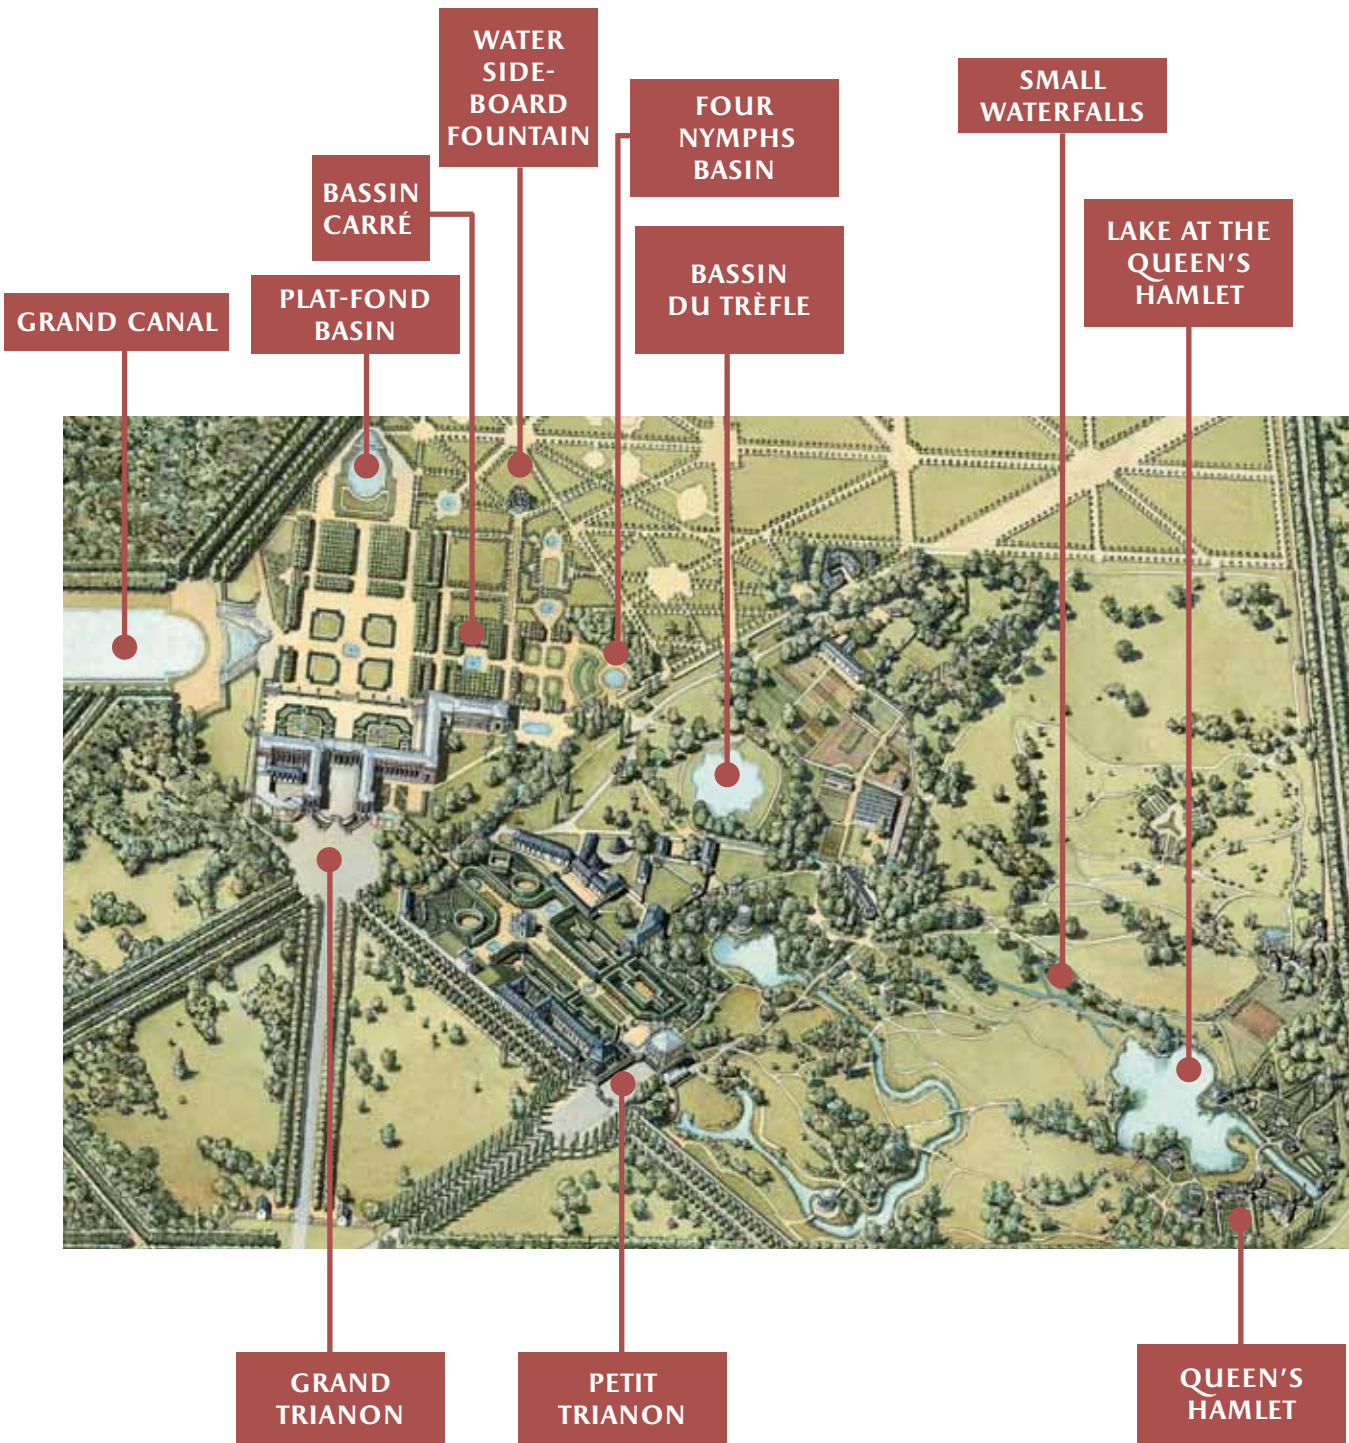 WATER
SIDE-
BOARD
FOUNTAIN
FOUR
NYMPHS
BASIN
SMALL
WATERFALLS
BASSIN
CARRÉ
LAKE AT THE
QUEEN'S
HAMLET
BASSIN
DU TRÈFLE
PLAT-FOND
BASIN
GRAND CANAL
GRAND
TRIANON
PETIT
TRIANON
QUEEN'S
HAMLET